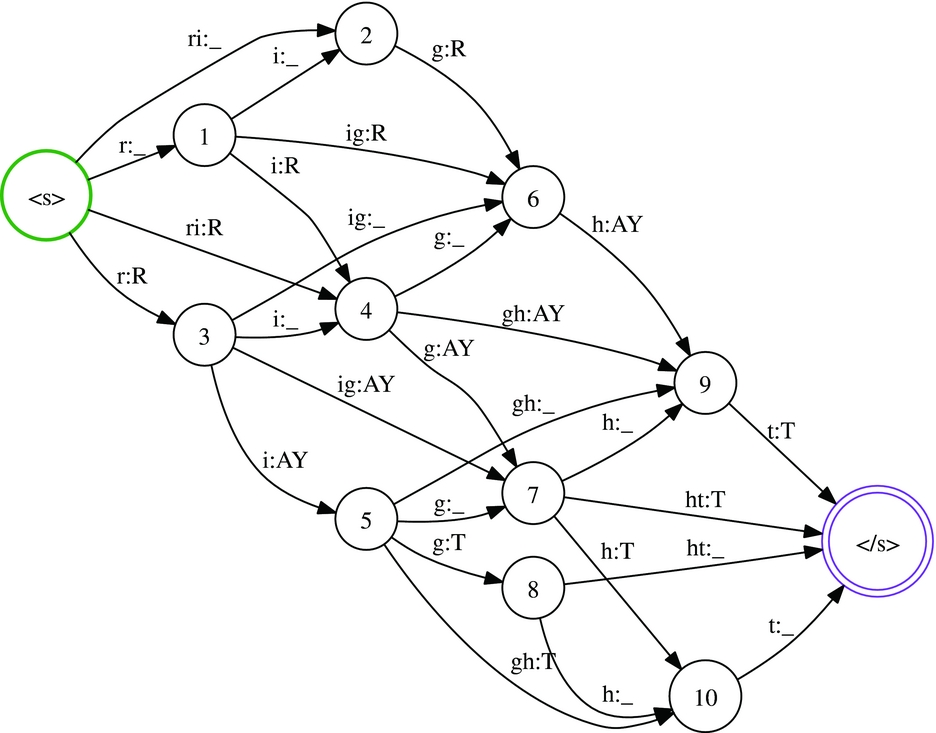 ri:_
2
g:R
i:_
r:_
1
ig:R
i:R
<s>
6
ig:_
h:AY
ri:R
g:_
r:R
3
i:_
4
gh:AY
g:AY
9
ig:AY
gh:_
h:_
t:T
i:AY
5
g:_
7
ht:T
g:T
h:T
ht:_
</s>
8
t:_
gh:T
h:_
10